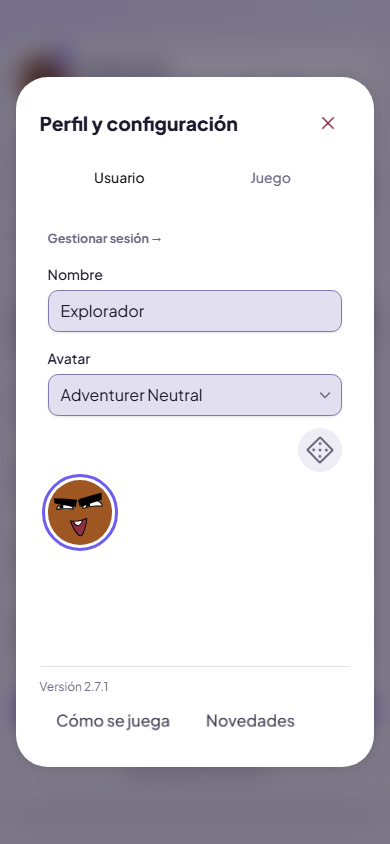 Perfil y configuración
Usuario
Juego
Gestionar sesión →
Nombre
Explorador
Avatar
Adventurer Neutral
Versión 2.7.1
Cómo se juega
Novedades